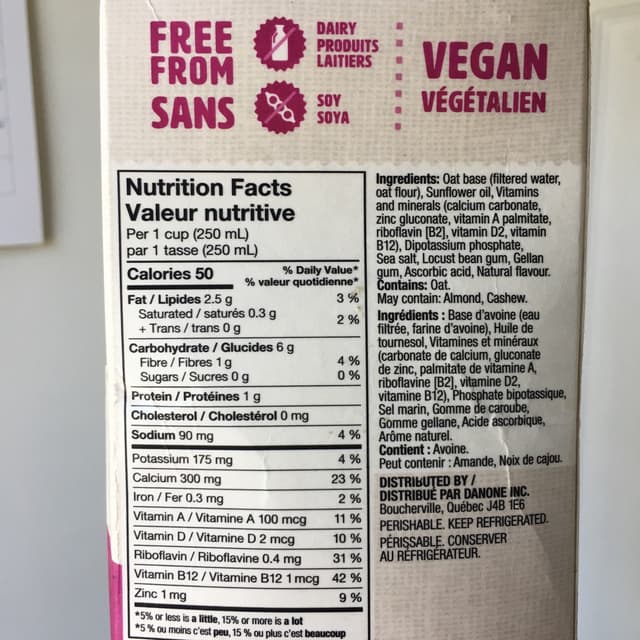 FREE
FROM
SANS
DAIRY
PRODUITS
LAITIERS
SOY
SOYA
VEGAN
VÉGÉTALIEN
Nutrition Facts
Valeur nutritive
Per 1 cup (250 mL)
par 1 tasse (250 mL)
Calories 50
% Daily Value*
% valeur quotidienne*
Fat / Lipides 2.5 g 3 %
Saturated / saturés 0.3 g
+ Trans / trans 0 g 2 %
Carbohydrate / Glucides 6 g
Fibre / Fibres 1 g 4 %
Sugars / Sucres 0 g 0 %
Protein / Protéines 1 g
Cholesterol / Cholestérol 0 mg
Sodium 90 mg 4 %
Potassium 175 mg 4 %
Calcium 300 mg 23 %
Iron / Fer 0.3 mg 2 %
Vitamin A / Vitamine A 100 mcg 11 %
Vitamin D / Vitamine D 2 mcg 10 %
Riboflavin / Riboflavine 0.4 mg 31 %
Vitamin B12 / Vitamine B12 1 mcg 42 %
Zinc 1 mg 9 %
*5% or less is a little, 15% or more is a lot
*5 % ou moins c'est peu, 15 % ou plus c'est beaucoup
Ingredients: Oat base (filtered water,
oat flour), Sunflower oil, Vitamins
and minerals (calcium carbonate,
zinc gluconate, vitamin A palmitate,
riboflavin [B2], vitamin D2, vitamin
B12), Dipotassium phosphate,
Sea salt, Locust bean gum, Gellan
gum, Ascorbic acid, Natural flavour.
Contains: Oat.
May contain: Almond, Cashew.
Ingrédients : Base d'avoine (eau
filtrée, farine d'avoine), Huile de
tournesol, Vitamines et minéraux
(carbonate de calcium, gluconate
de zinc, palmitate de vitamine A,
riboflavine [B2], vitamine D2,
vitamine B12), Phosphate bipotassique,
Sel marin, Gomme de caroube,
Gomme gellane, Acide ascorbique,
Arôme naturel.
Contient : Avoine.
Peut contenir : Amande, Noix de cajou.
DISTRIBUTED BY /
DISTRIBUÉ PAR DANONE INC.
Boucherville, Québec J4B 1E6
PERISHABLE. KEEP REFRIGERATED.
PÉRISSABLE. CONSERVER
AU RÉFRIGÉRATEUR.